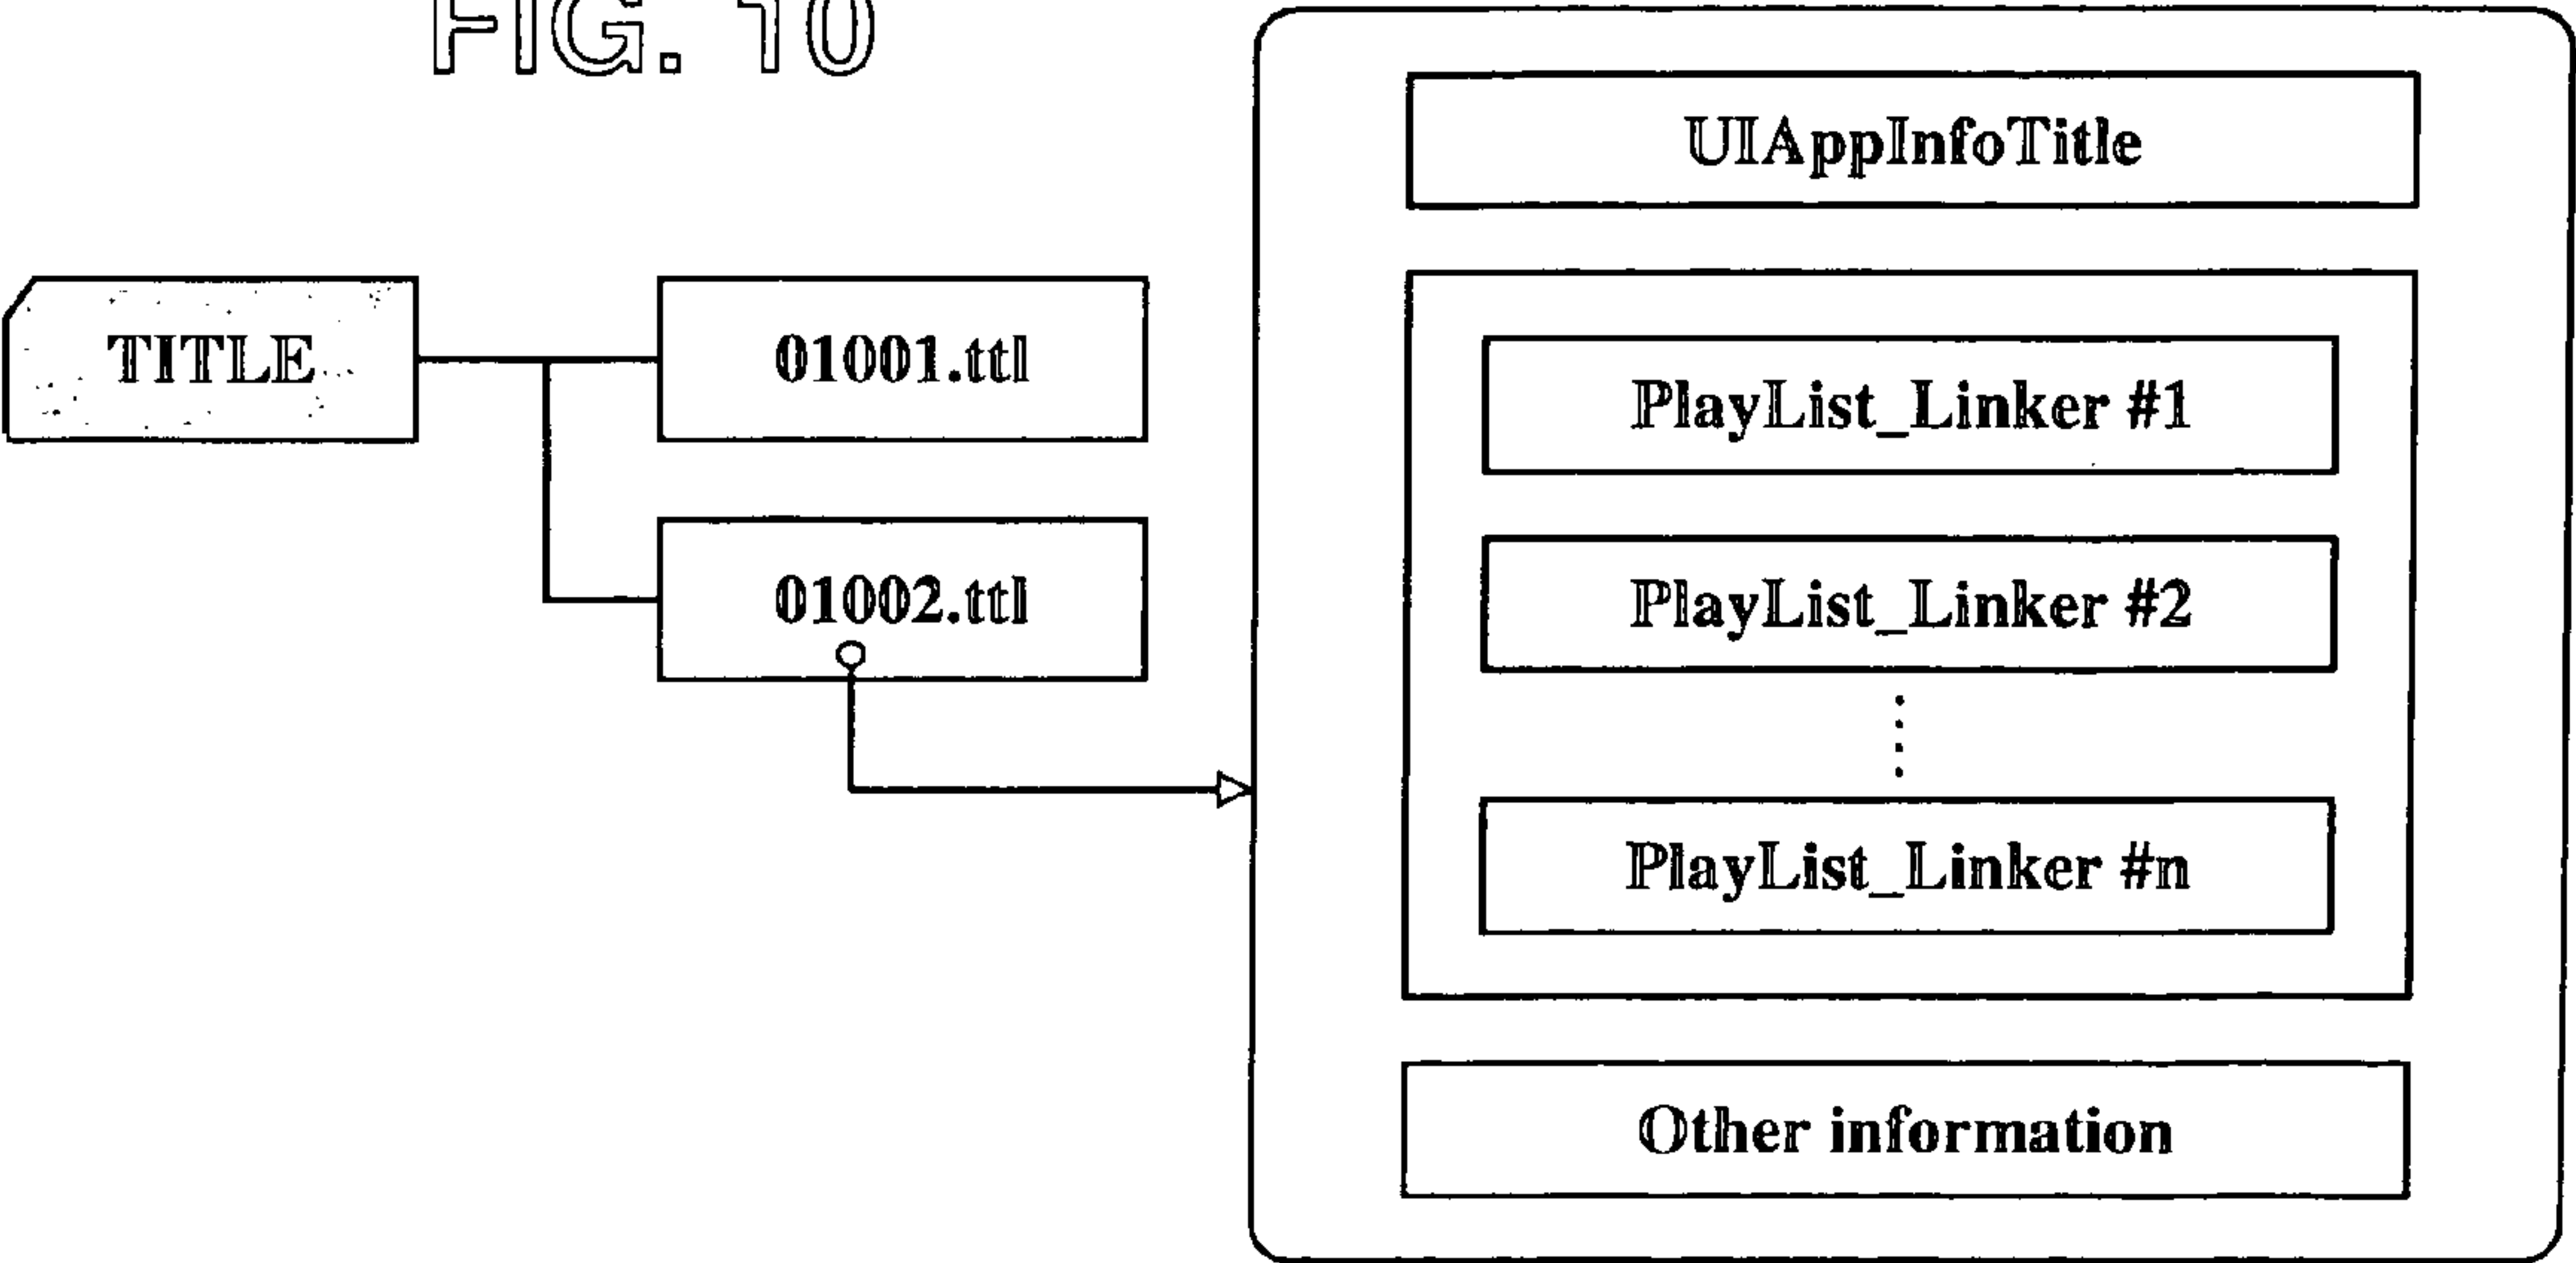 FIG. 10
UIAppInfoTitle
TITLE
01001.ttl
01002.ttl
PlayList_Linker #1
PlayList_Linker #2
PlayList_Linker #n
Other information